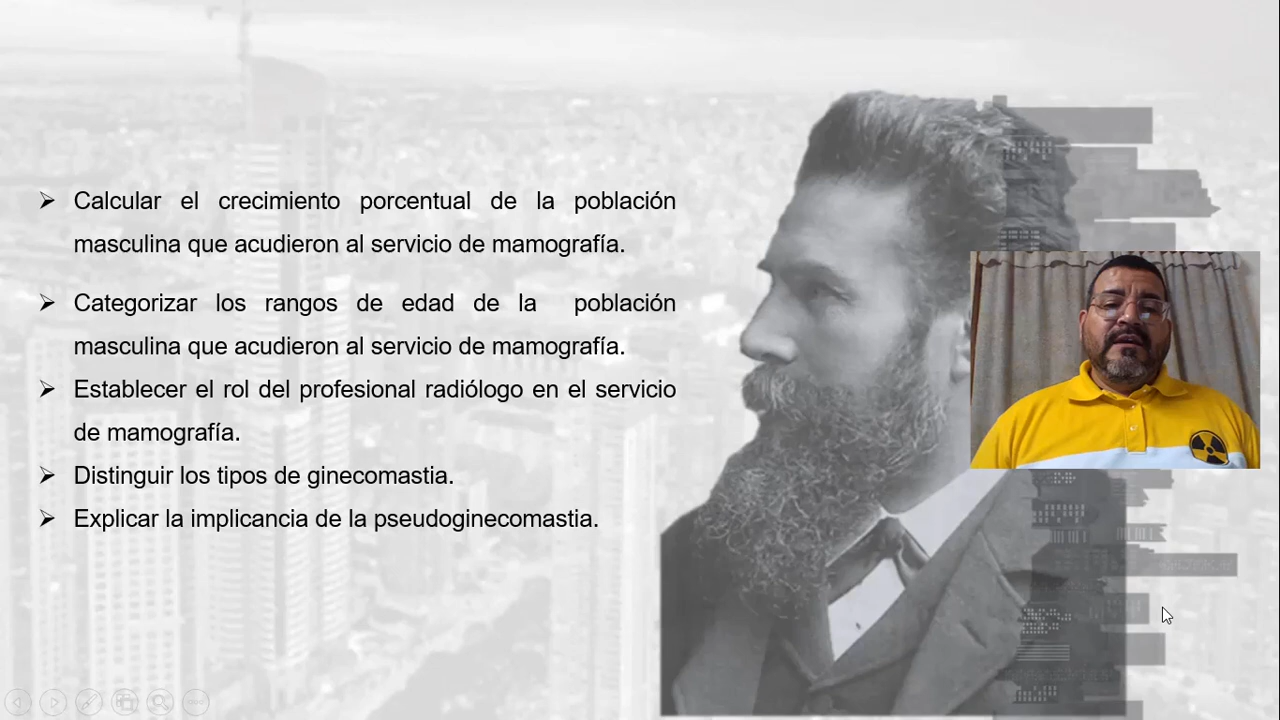 Calcular el crecimiento porcentual de la población
masculina que acudieron al servicio de mamografía.
Categorizar los rangos de edad de la población
masculina que acudieron al servicio de mamografía.
Establecer el rol del profesional radiólogo en el servicio
de mamografía.
Distinguir los tipos de ginecomastia.
Explicar la implicancia de la pseudoginecomastia.